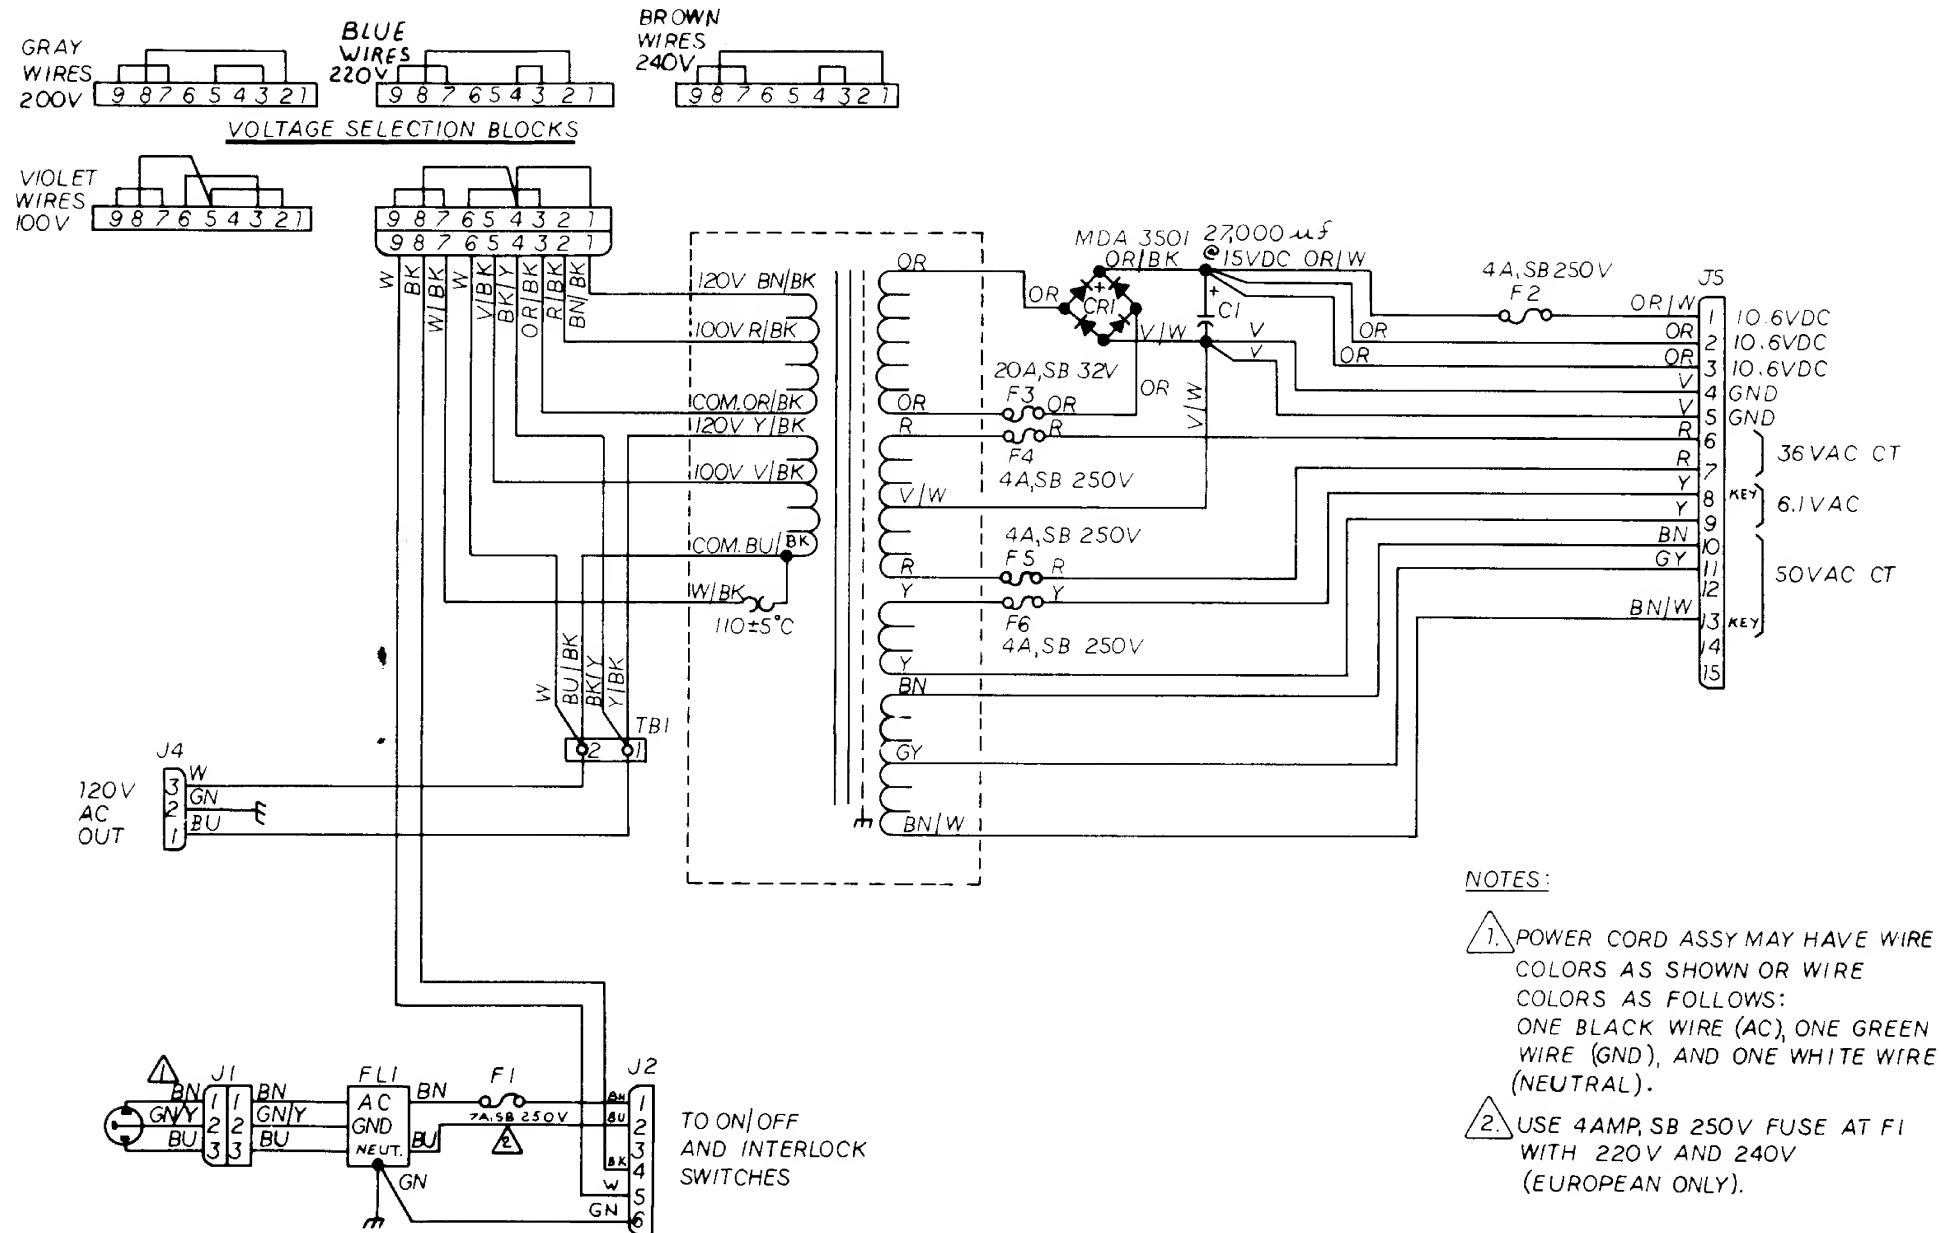 GRAY
WIRES
200V
9 8 7 6 5 4 3 2 1
BLUE
WIRES
220V
9 8 7 6 5 4 3 2 1
BROWN
WIRES
240V
9 8 7 6 5 4 3 2 1
VOLTAGE SELECTION BLOCKS
VIOLET
WIRES
100V
9 8 7 6 5 4 3 2 1
9 8 7 6 5 4 3 2 1
9 8 7 6 5 4 3 2 1
W
BK
W/BK
W
V/BK
BK/Y
OR/BK
R/BK
BN/BK
120V BN/BK
100V R/BK
COM.OR/BK
120V Y/BK
100V V/BK
COM.BU/BK
W/BK
110±5°C
W
BU/BK
BK/Y
Y/BK
TB1
2 1
J4
120V
AC
OUT
3 W
2 GN
1 BU
OR
OR
R
V/W
R
Y
Y
BN
GY
BN/W
MDA 3501
OR/BK
OR
+
CR1
V/W
27,000 uf
@15VDC OR/W
+
C1
V
V
OR
V/W
20A,SB 32V
F3
OR
R
F4
4A,SB 250V
4A,SB 250V
F5
R
Y
F6
4A,SB 250V
4A,SB 250V
F2
OR
OR
J5
OR/W 1 10.6VDC
OR 2 10.6VDC
OR 3 10.6VDC
V 4 GND
V 5 GND
R 6
R 7
36VAC CT
Y 8 KEY
Y 9
6.1VAC
BN 10
GY 11
12
BN/W 13 KEY
50VAC CT
14
15
NOTES:
1. POWER CORD ASSY MAY HAVE WIRE
COLORS AS SHOWN OR WIRE
COLORS AS FOLLOWS:
ONE BLACK WIRE (AC), ONE GREEN
WIRE (GND), AND ONE WHITE WIRE
(NEUTRAL).
2. USE 4AMP, SB 250V FUSE AT F1
WITH 220V AND 240V
(EUROPEAN ONLY).
1
J1
BN 1 1 BN
GN/Y 2 2 GN/Y
BU 3 3 BU
FL1
AC
GND
NEUT.
BN
BU
GN
F1
7A,SB 250V
2
J2
BN 1
BU 2
3
BK 4
W 5
GN 6
TO ON/OFF
AND INTERLOCK
SWITCHES